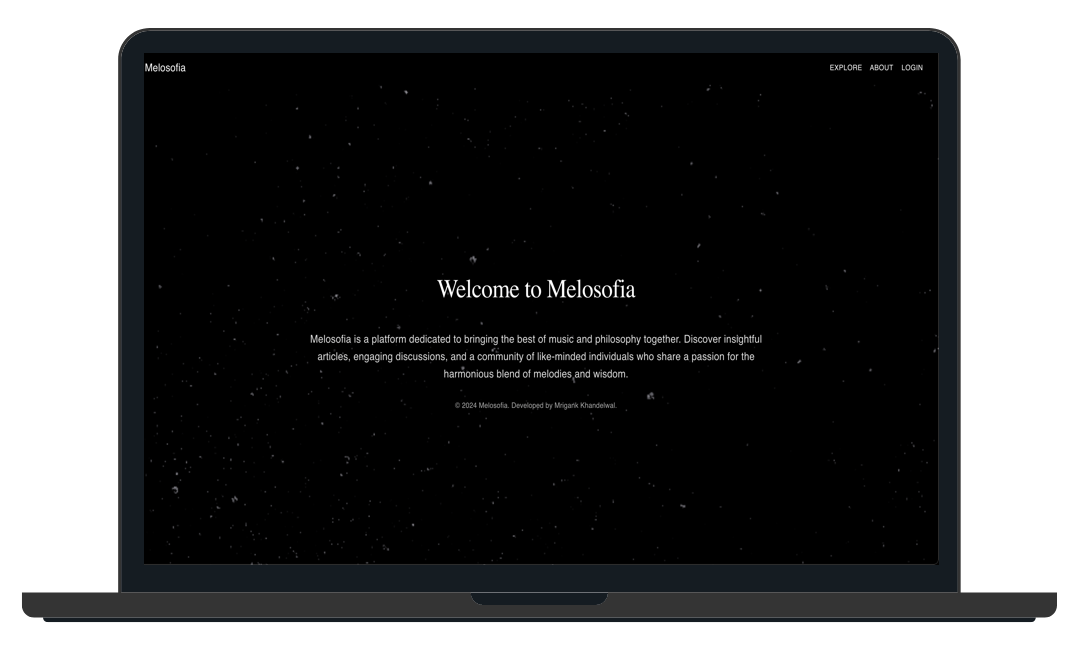 Melosofia
EXPLORE ABOUT LOGIN
Welcome to Melosofia
Melosofia is a platform dedicated to bringing the best of music and philosophy together. Discover insightful
articles, engaging discussions, and a community of like-minded individuals who share a passion for the
harmonious blend of melodies and wisdom.
© 2024 Melosofia. Developed by Mrigank Khandelwal.